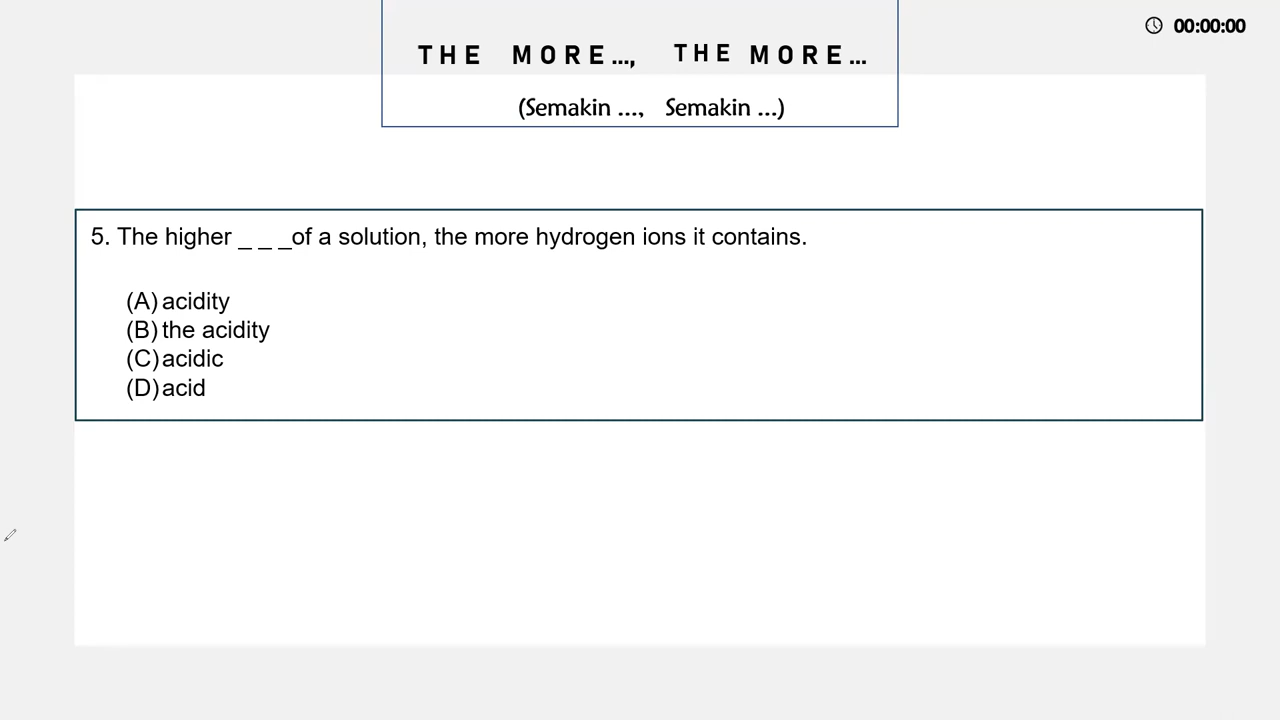 00:00:00
THE MORE..., THE MORE...
(Semakin ..., Semakin ...)
5. The higher _ _ _of a solution, the more hydrogen ions it contains.
(A) acidity
(B) the acidity
(C) acidic
(D) acid